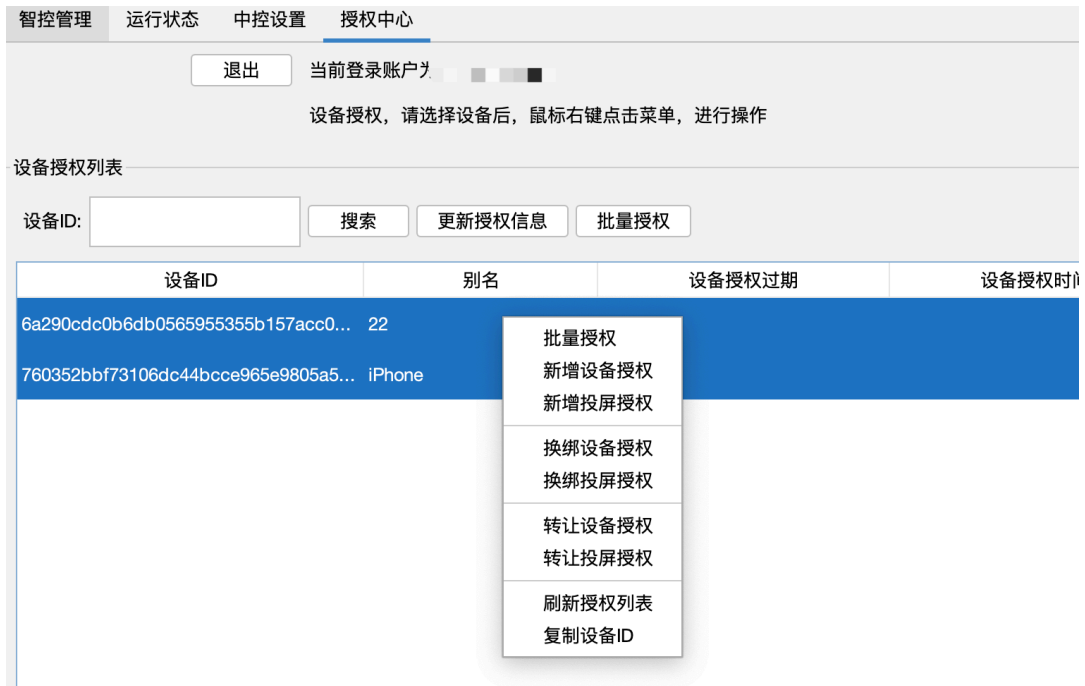 智控管理 运行状态 中控设置 授权中心
退出 当前登录账户为
设备授权，请选择设备后，鼠标右键点击菜单，进行操作
设备授权列表
设备ID: 搜索 更新授权信息 批量授权
设备ID 别名 设备授权过期 设备授权时间
6a290cdc0b6db0565955355b157acc0... 22
760352bbf73106dc44bcce965e9805a5... iPhone
批量授权
新增设备授权
新增投屏授权
换绑设备授权
换绑投屏授权
转让设备授权
转让投屏授权
刷新授权列表
复制设备ID